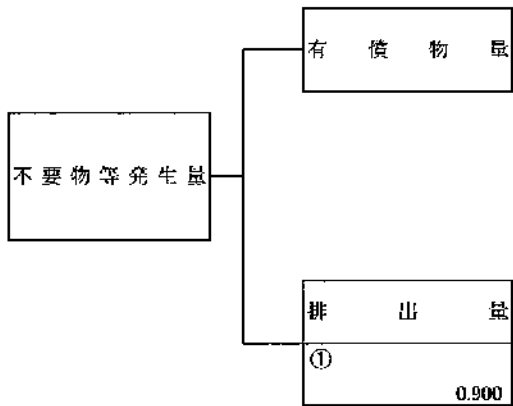 有償物量
不要物等発生量
排出量
①
0.900